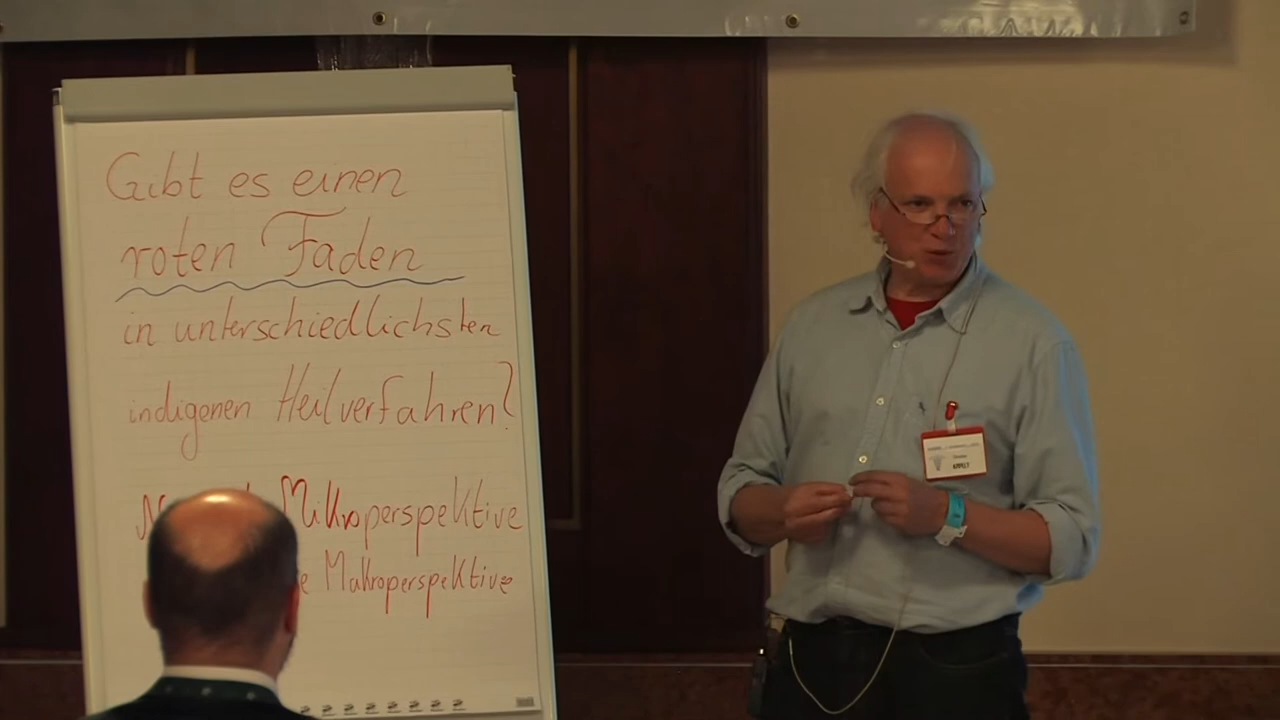 Gibt es einen
roten Faden
in unterschiedlichsten
indigenen Heilverfahren?
Mikroperspektive
Makroperspektive